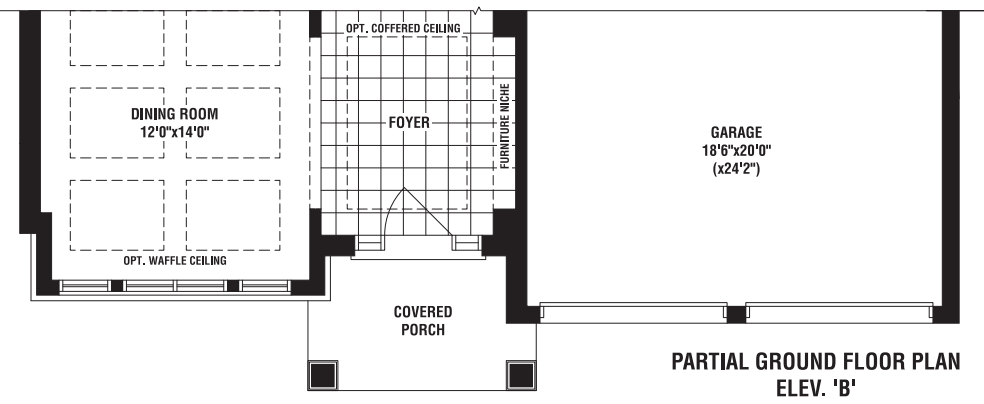 OPT. COFFERED CEILING
DINING ROOM
12'0"x14'0"
FOYER
FURNITURE NICHE
GARAGE
18'6"x20'0"
(x24'2")
OPT. WAFFLE CEILING
COVERED
PORCH
PARTIAL GROUND FLOOR PLAN
ELEV. 'B'